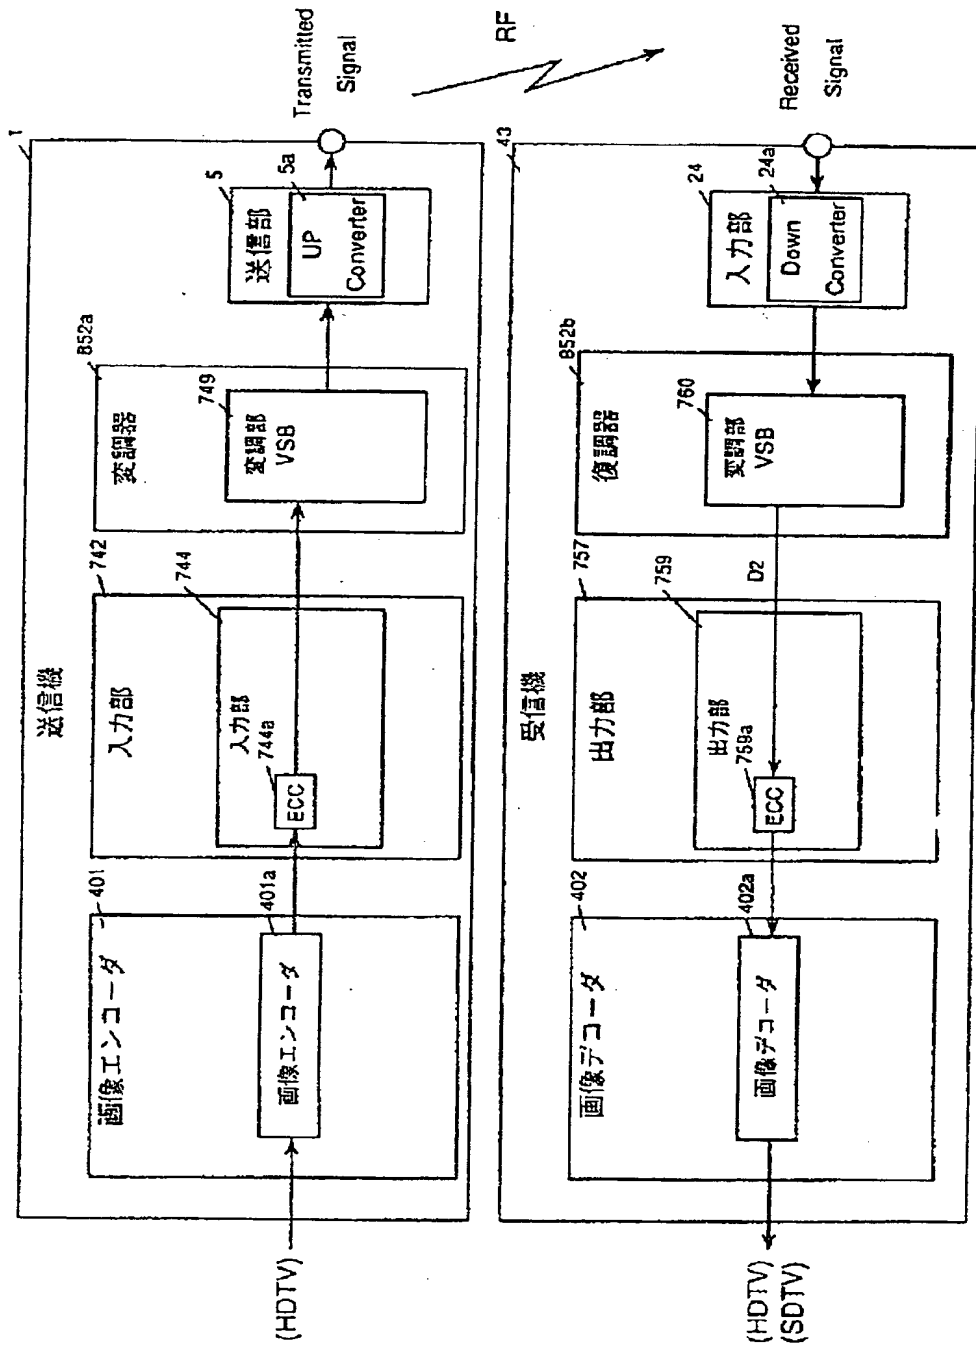 送信機
1
(HDTV)
画像エンコーダ
401
画像エンコーダ
401a
入力部
742
入力部
744
744a
ECC
変調器
852a
変調部
VSB
749
送信部
5
UP
Converter
5a
Transmitted
Signal
RF
受信機
43
(HDTV)
(SDTV)
画像デコーダ
402
画像デコーダ
402a
出力部
757
出力部
759
759a
ECC
D2
復調器
852b
変調部
VSB
760
入力部
24
Down
Converter
24a
Received
Signal